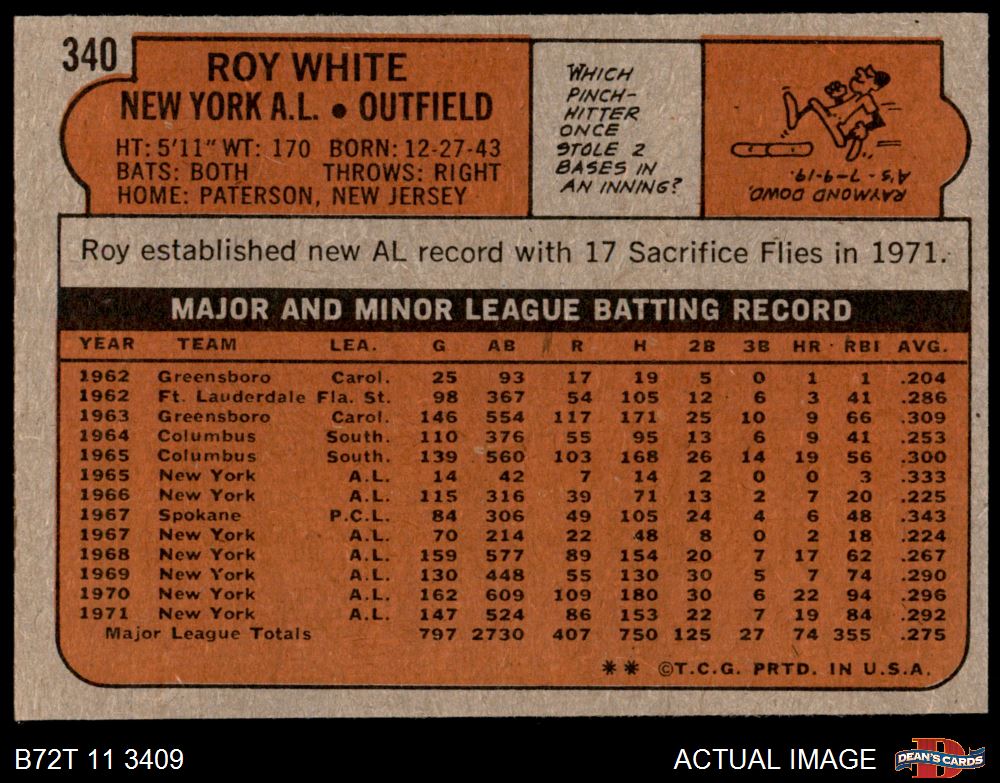 340
ROY WHITE
NEW YORK A.L. • OUTFIELD
HT: 5'11" WT: 170 BORN: 12-27-43
BATS: BOTH THROWS: RIGHT
HOME: PATERSON, NEW JERSEY
WHICH
PINCH-
HITTER
ONCE
STOLE 2
BASES IN
AN INNING?
RAYMOND DOWD,
A'S. - 7-9-19.
Roy established new AL record with 17 Sacrifice Flies in 1971.
MAJOR AND MINOR LEAGUE BATTING RECORD
YEAR TEAM LEA. G AB R H 2B 3B HR RBI AVG.
1962 Greensboro Carol. 25 93 17 19 5 0 1 1 .204
1962 Ft. Lauderdale Fla. St. 98 367 54 105 12 6 3 41 .286
1963 Greensboro Carol. 146 554 117 171 25 10 9 66 .309
1964 Columbus South. 110 376 55 95 13 6 9 41 .253
1965 Columbus South. 139 560 103 168 26 14 19 56 .300
1965 New York A.L. 14 42 7 14 2 0 0 3 .333
1966 New York A.L. 115 316 39 71 13 2 7 20 .225
1967 Spokane P.C.L. 84 306 49 105 24 4 6 48 .343
1967 New York A.L. 70 214 22 48 8 0 2 18 .224
1968 New York A.L. 159 577 89 154 20 7 17 62 .267
1969 New York A.L. 130 448 55 130 30 5 7 74 .290
1970 New York A.L. 162 609 109 180 30 6 22 94 .296
1971 New York A.L. 147 524 86 153 22 7 19 84 .292
Major League Totals 797 2730 407 750 125 27 74 355 .275
** ©T.C.G. PRTD. IN U.S.A.
B72T 11 3409
ACTUAL IMAGE
D
DEAN'S CARDS